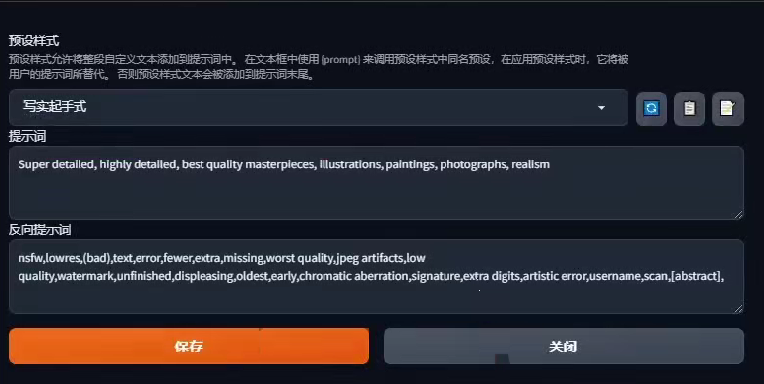 预设样式
预设样式允许将整段自定义文本添加到提示词中。 在文本框中使用 {prompt} 来调用预设样式中同名预设，在应用预设样式时，它将被
用户的提示词所替代。 否则预设样式文本会被添加到提示词末尾。
写实起手式
提示词
Super detailed, highly detailed, best quality masterpieces, illustrations, paintings, photographs, realism
反向提示词
nsfw,lowres,(bad),text,error,fewer,extra,missing,worst quality,jpeg artifacts,low
quality,watermark,unfinished,displeasing,oldest,early,chromatic aberration,signature,extra digits,artistic error,username,scan,[abstract],
保存 关闭